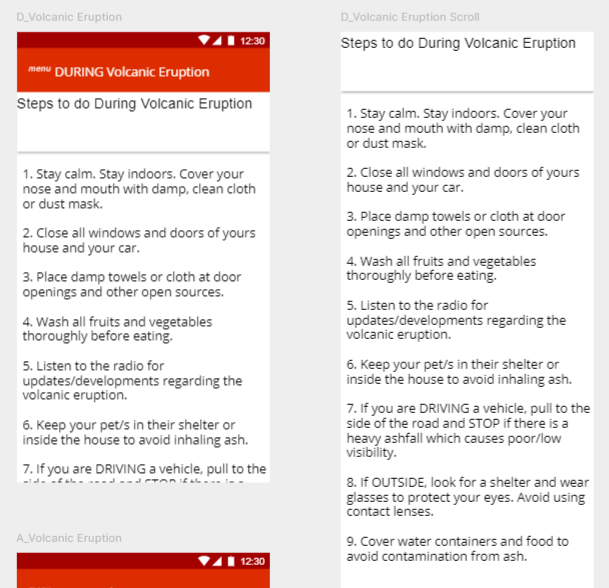 D_Volcanic Eruption
12:30
menu DURING Volcanic Eruption
Steps to do During Volcanic Eruption
1. Stay calm. Stay indoors. Cover your
nose and mouth with damp, clean cloth
or dust mask.
2. Close all windows and doors of yours
house and your car.
3. Place damp towels or cloth at door
openings and other open sources.
4. Wash all fruits and vegetables
thoroughly before eating.
5. Listen to the radio for
updates/developments regarding the
volcanic eruption.
6. Keep your pet/s in their shelter or
inside the house to avoid inhaling ash.
7. If you are DRIVING a vehicle, pull to the
side of the road and STOP if there is a
A_Volcanic Eruption
12:30
D_Volcanic Eruption Scroll
Steps to do During Volcanic Eruption
1. Stay calm. Stay indoors. Cover your
nose and mouth with damp, clean cloth
or dust mask.
2. Close all windows and doors of yours
house and your car.
3. Place damp towels or cloth at door
openings and other open sources.
4. Wash all fruits and vegetables
thoroughly before eating.
5. Listen to the radio for
updates/developments regarding the
volcanic eruption.
6. Keep your pet/s in their shelter or
inside the house to avoid inhaling ash.
7. If you are DRIVING a vehicle, pull to the
side of the road and STOP if there is a
heavy ashfall which causes poor/low
visibility.
8. If OUTSIDE, look for a shelter and wear
glasses to protect your eyes. Avoid using
contact lenses.
9. Cover water containers and food to
avoid contamination from ash.